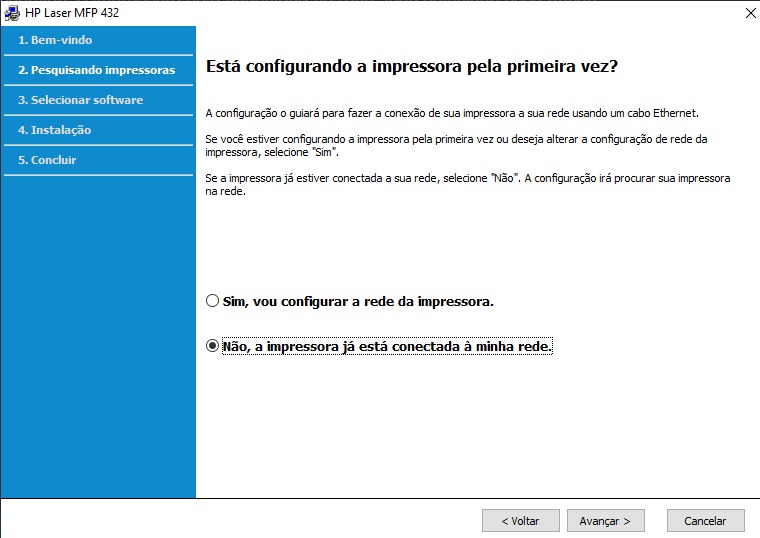 HP Laser MFP 432
1. Bem-vindo
2. Pesquisando impressoras
3. Selecionar software
4. Instalação
5. Concluir
Está configurando a impressora pela primeira vez?
A configuração o guiará para fazer a conexão de sua impressora a sua rede usando um cabo Ethernet.
Se você estiver configurando a impressora pela primeira vez ou deseja alterar a configuração de rede da
impressora, selecione "Sim".
Se a impressora já estiver conectada a sua rede, selecione "Não". A configuração irá procurar sua impressora
na rede.
Sim, vou configurar a rede da impressora.
Não, a impressora já está conectada à minha rede.
< Voltar
Avançar >
Cancelar